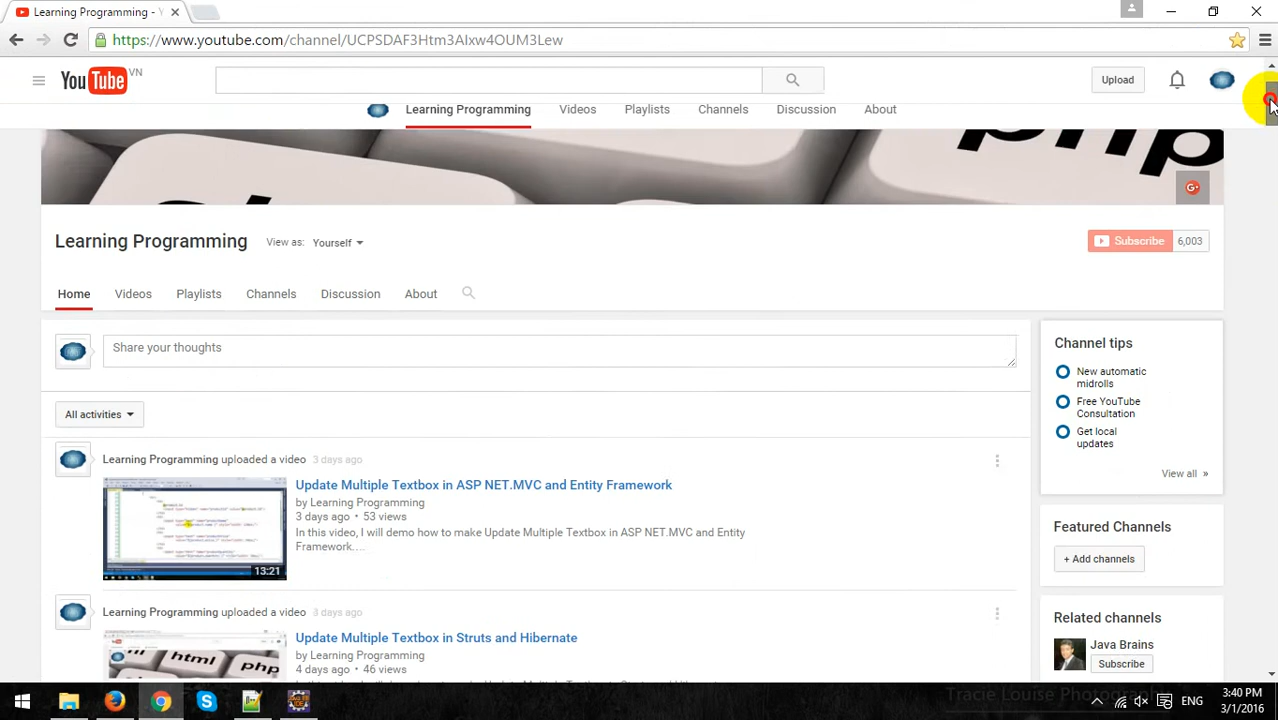 Learning Programming - Y
https://www.youtube.com/channel/UCPSDAF3Htm3AIxw4OUM3Lew
YouTube VN
Upload
Learning Programming Videos Playlists Channels Discussion About
php
G+
Learning Programming View as: Yourself
Subscribe 6,003
Home Videos Playlists Channels Discussion About
Share your thoughts
Channel tips
New automatic
midrolls
Free YouTube
Consultation
Get local
updates
View all »
All activities
Learning Programming uploaded a video 3 days ago
Update Multiple Textbox in ASP NET.MVC and Entity Framework
by Learning Programming
3 days ago • 53 views
In this video, I will demo how to make Update Multiple Textbox in ASP NET.MVC and Entity
Framework....
13:21
Featured Channels
+ Add channels
Learning Programming uploaded a video 3 days ago
Update Multiple Textbox in Struts and Hibernate
by Learning Programming
4 days ago • 46 views
html php
Related channels
Java Brains
Subscribe
Tracie Louise Photography
ENG
3:40 PM
3/1/2016